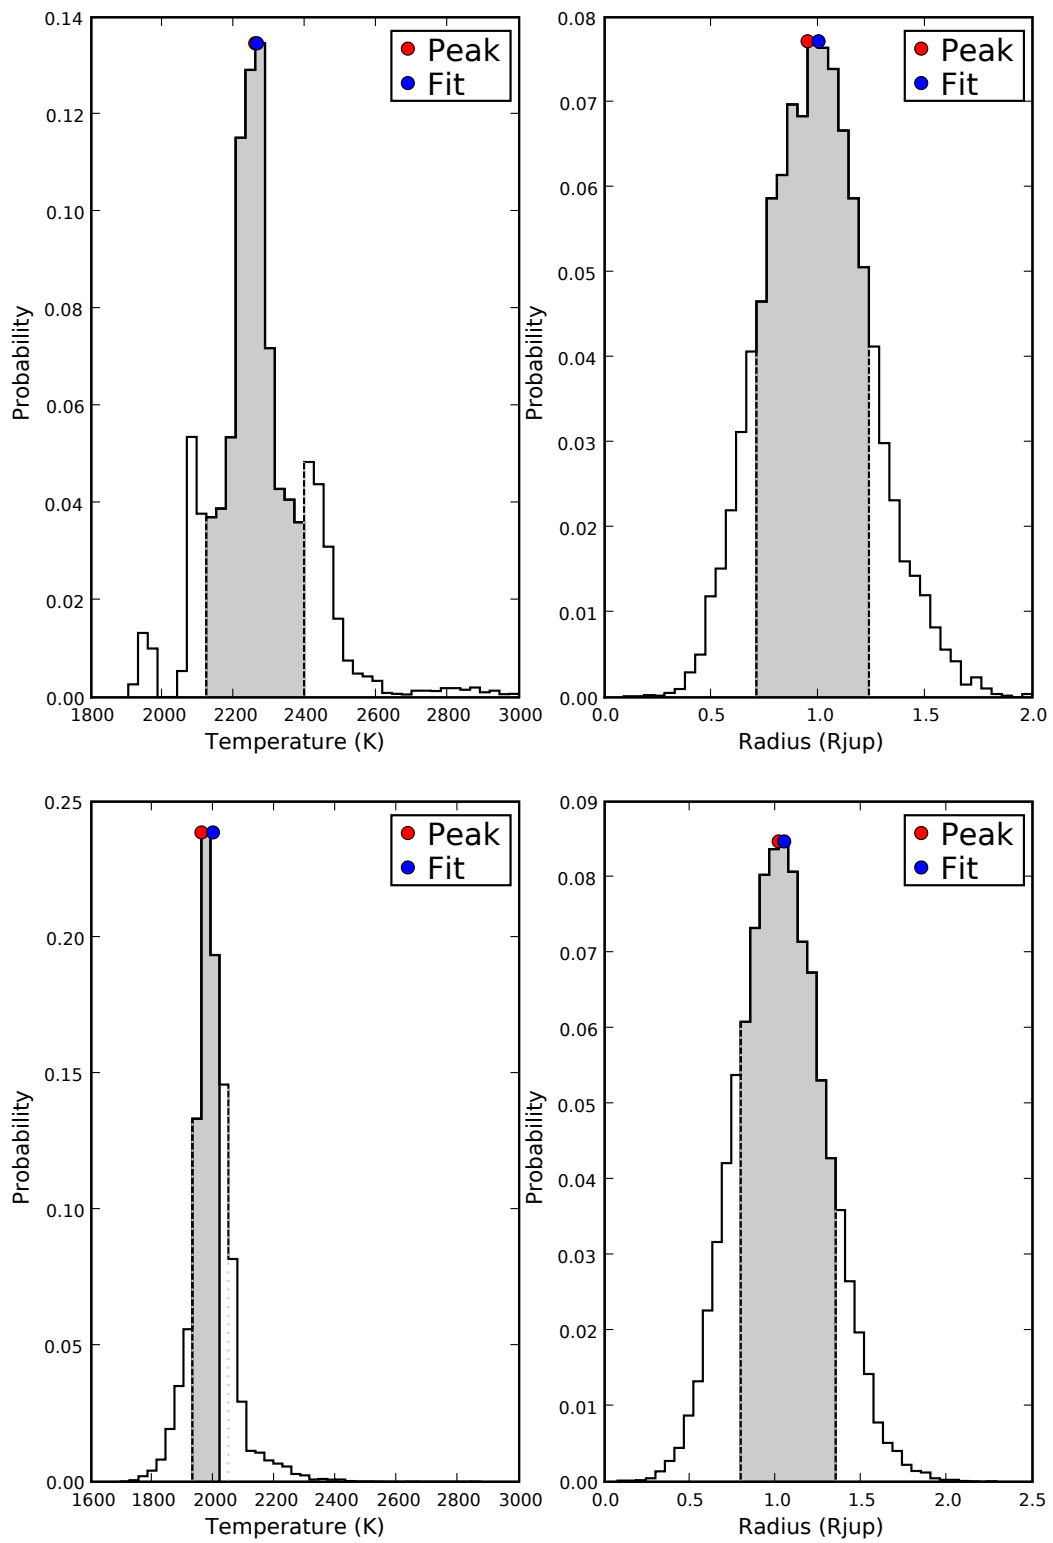 0.14
0.12
0.10
0.08
0.06
0.04
0.02
0.00
Probability
1800 2000 2200 2400 2600 2800 3000
Temperature (K)
Peak
Fit
0.08
0.07
0.06
0.05
0.04
0.03
0.02
0.01
0.00
Probability
0.0 0.5 1.0 1.5 2.0
Radius (Rjup)
Peak
Fit
0.25
0.20
0.15
0.10
0.05
0.00
Probability
1600 1800 2000 2200 2400 2600 2800 3000
Temperature (K)
Peak
Fit
0.09
0.08
0.07
0.06
0.05
0.04
0.03
0.02
0.01
0.00
Probability
0.0 0.5 1.0 1.5 2.0 2.5
Radius (Rjup)
Peak
Fit